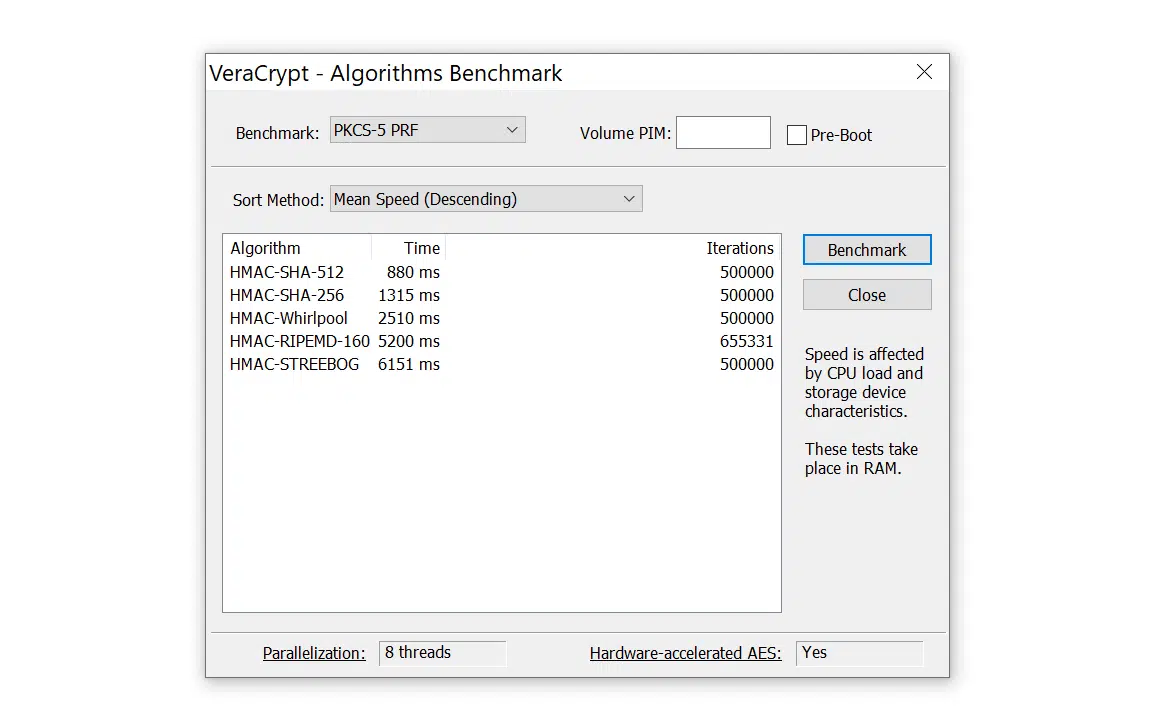 VeraCrypt - Algorithms Benchmark
Benchmark: PKCS-5 PRF Volume PIM: Pre-Boot
Sort Method: Mean Speed (Descending)
Algorithm Time Iterations
HMAC-SHA-512 880 ms 500000
HMAC-SHA-256 1315 ms 500000
HMAC-Whirlpool 2510 ms 500000
HMAC-RIPEMD-160 5200 ms 655331
HMAC-STREEBOG 6151 ms 500000
Benchmark
Close
Speed is affected
by CPU load and
storage device
characteristics.
These tests take
place in RAM.
Parallelization: 8 threads Hardware-accelerated AES: Yes